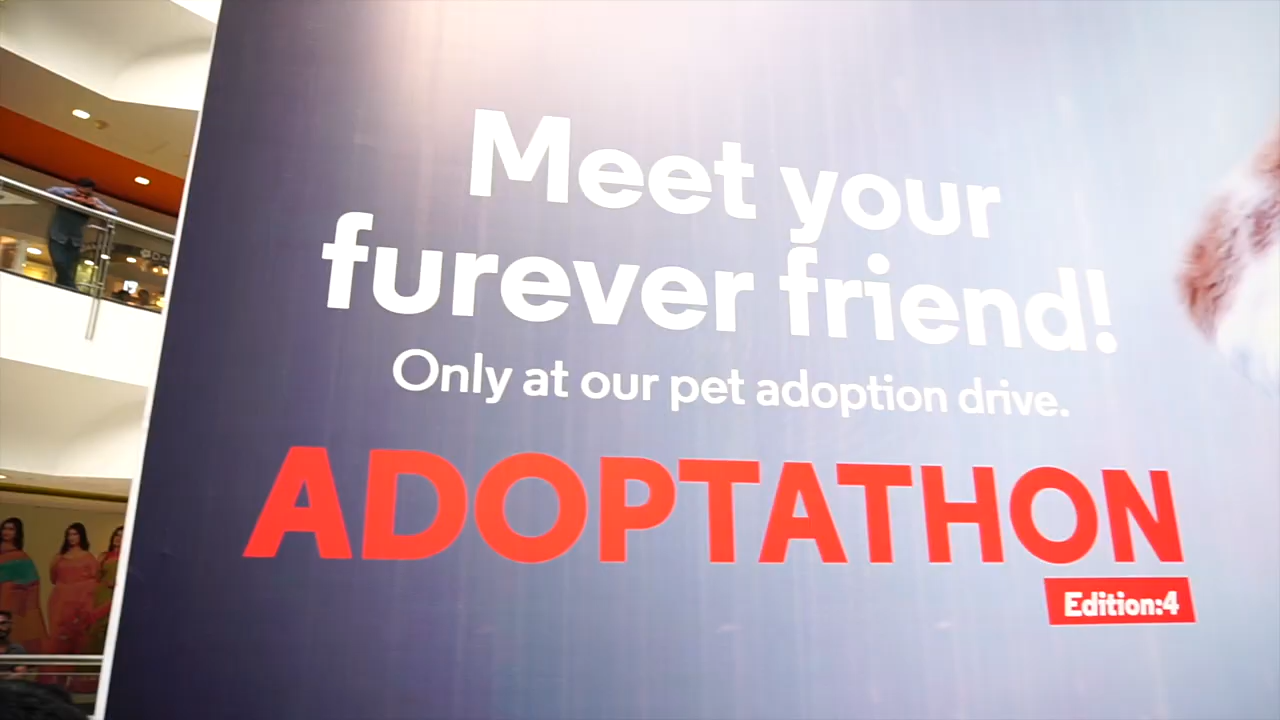 Meet your
furever friend!
Only at our pet adoption drive.
ADOPTATHON
Edition:4